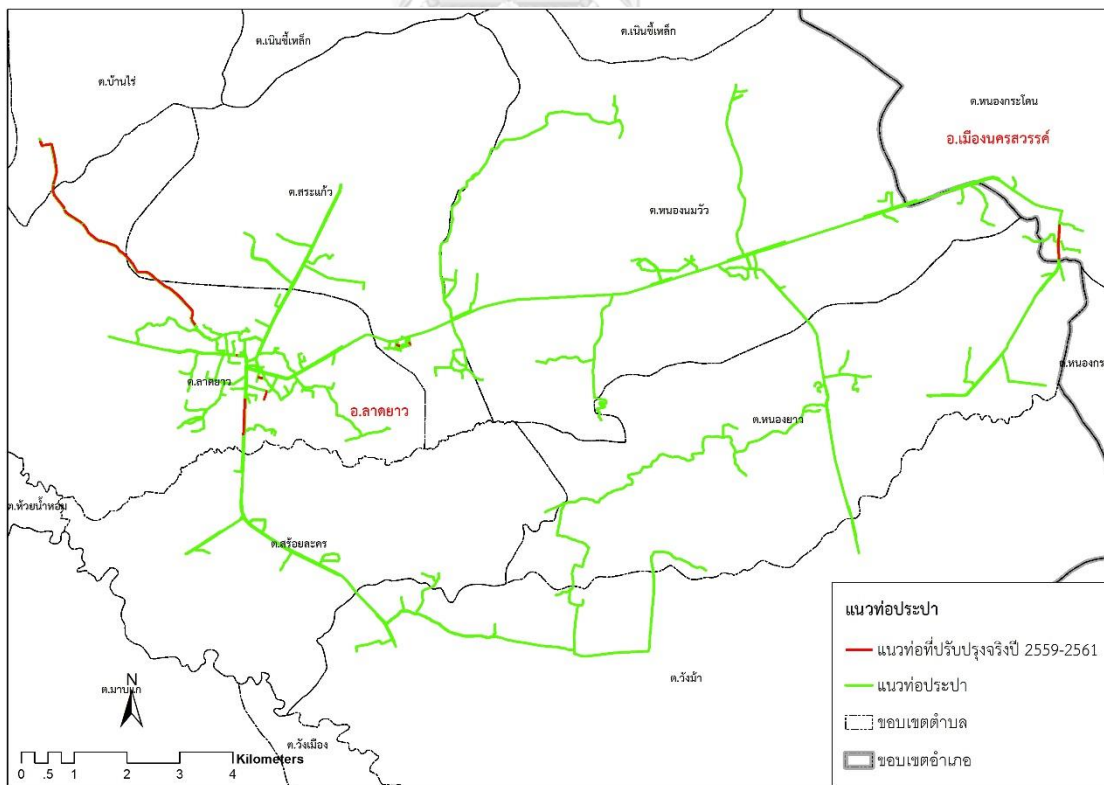 ต.เนินขี้เหล็ก
ต.เนินขี้เหล็ก
ต.บ้านไร่
ต.หนองกระโดน
อ.เมืองนครสวรรค์
ต.สระแก้ว
ต.หนองนมวัว
ต.หนองกร
ต.ลาดยาว
อ.ลาดยาว
ต.หนองยาว
ต.ห้วยน้ำหอม
ต.สร้อยละคร
ต.วังม้า
ต.มาบแก
ต.วังเมือง
N
Kilometers
0 .5 1 2 3 4
แนวท่อประปา
แนวท่อที่ปรับปรุงจริงปี 2559-2561
แนวท่อประปา
ขอบเขตตำบล
ขอบเขตอำเภอ